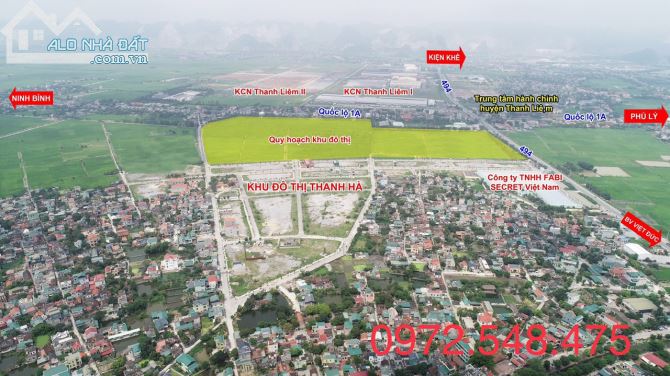 ALO NHÀ ĐẤT
.com.vn
KIỆN KHÊ
494
KCN Thanh Liêm II
KCN Thanh Liêm I
NINH BÌNH
Trung tâm hành chính
huyện Thanh Liêm
Quốc lộ 1A
Quốc lộ 1A
PHỦ LÝ
Quy hoạch khu đô thị
494
Công ty TNHH FABI
SECRET Việt Nam
KHU ĐÔ THỊ THANH HÀ
BV VIỆT ĐỨC
0972.548.475